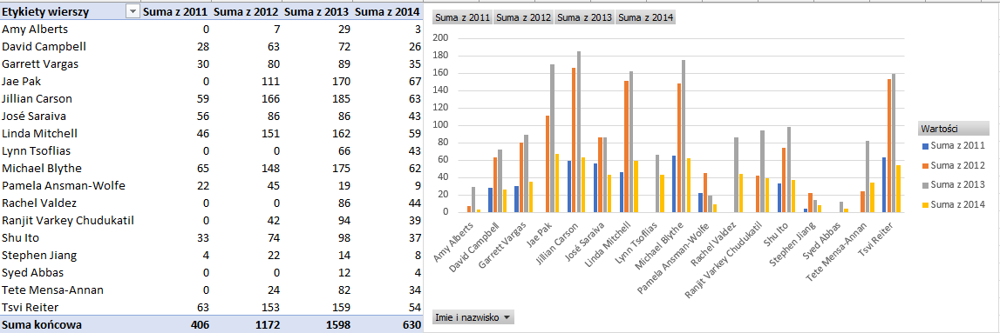 Etykiety wierszy Suma z 2011 Suma z 2012 Suma z 2013 Suma z 2014
Amy Alberts 0 7 29 3
David Campbell 28 63 72 26
Garrett Vargas 30 80 89 35
Jae Pak 0 111 170 67
Jillian Carson 59 166 185 63
José Saraiva 56 86 86 43
Linda Mitchell 46 151 162 59
Lynn Tsoflias 0 0 66 43
Michael Blythe 65 148 175 62
Pamela Ansman-Wolfe 22 45 19 9
Rachel Valdez 0 0 86 44
Ranjit Varkey Chudukatil 0 42 94 39
Shu Ito 33 74 98 37
Stephen Jiang 4 22 14 8
Syed Abbas 0 0 12 4
Tete Mensa-Annan 0 24 82 34
Tsvi Reiter 63 153 159 54
Suma końcowa 406 1172 1598 630
Suma z 2011 Suma z 2012 Suma z 2013 Suma z 2014
200
180
160
140
120
100
80
60
40
20
0
Amy Alberts
David Campbell
Garrett Vargas
Jae Pak
Jillian Carson
José Saraiva
Linda Mitchell
Lynn Tsoflias
Michael Blythe
Pamela Ansman-Wolfe
Rachel Valdez
Ranjit Varkey Chudukatil
Shu Ito
Stephen Jiang
Syed Abbas
Tete Mensa-Annan
Tsvi Reiter
Wartości
Suma z 2011
Suma z 2012
Suma z 2013
Suma z 2014
Imie i nazwisko